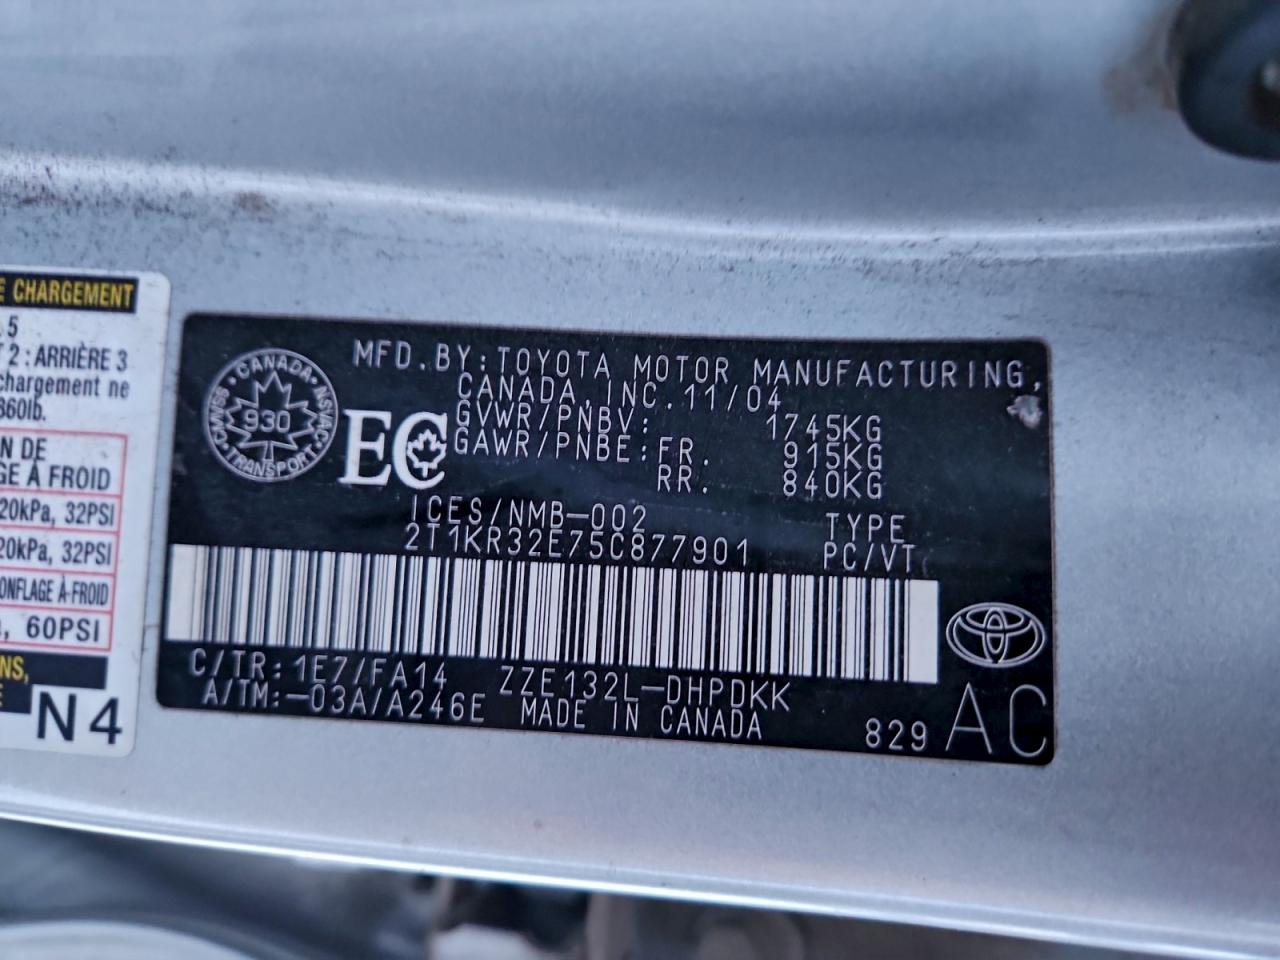 E CHARGEMENT
5
2 : ARRIÈRE 3
chargement ne
360lb.
N DE
GE À FROID
20kPa, 32PSI
20kPa, 32PSI
ONFLAGE À FROID
, 60PSI
NS,
E
N4
CANADA
930
TRANSPORT
EC
MFD.BY:TOYOTA MOTOR MANUFACTURING,
CANADA,INC.11/04
GVWR/PNBV: 1745KG
GAWR/PNBE:FR. 915KG
RR. 840KG
ICES/NMB-002 TYPE
2T1KR32E75C877901 PC/VT
C/TR:1E7/FA14 ZZE132L-DHPDKK
A/TM:-03A/A246E MADE IN CANADA
829 AC